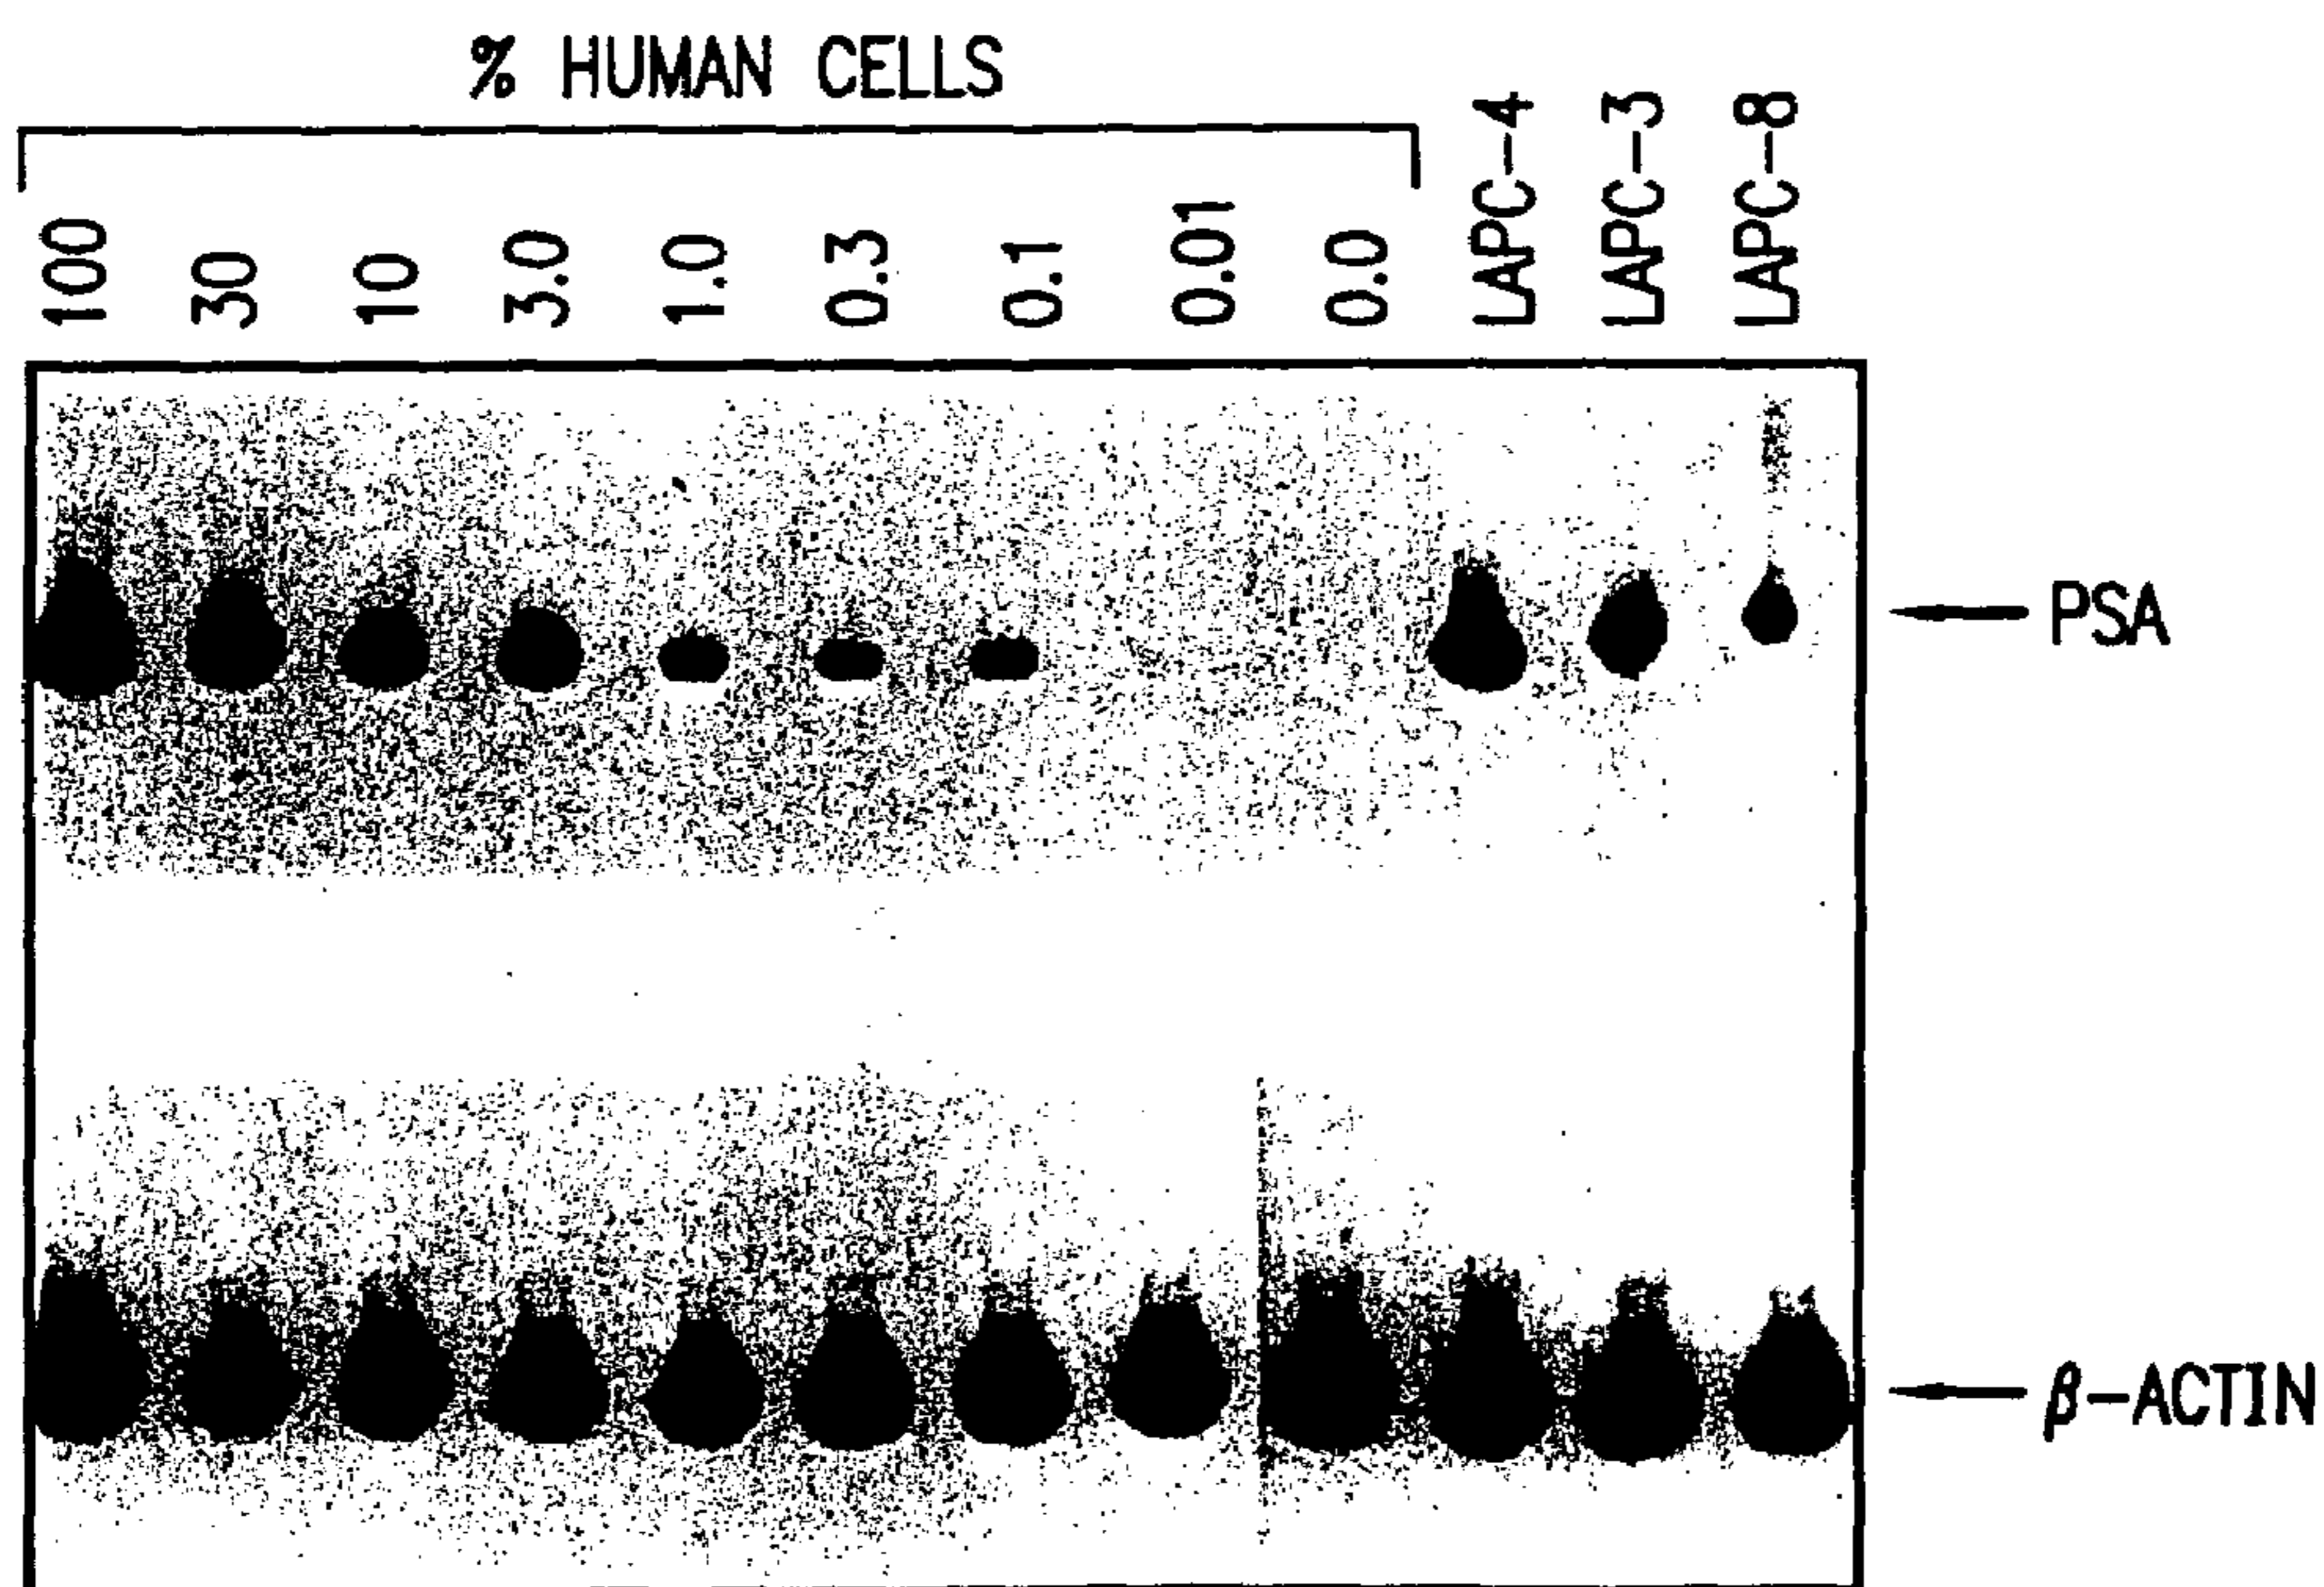 % HUMAN CELLS
100 30 10 3.0 1.0 0.3 0.1 0.01 0.0 LAPC-4 LAPC-3 LAPC-8
PSA
β-ACTIN